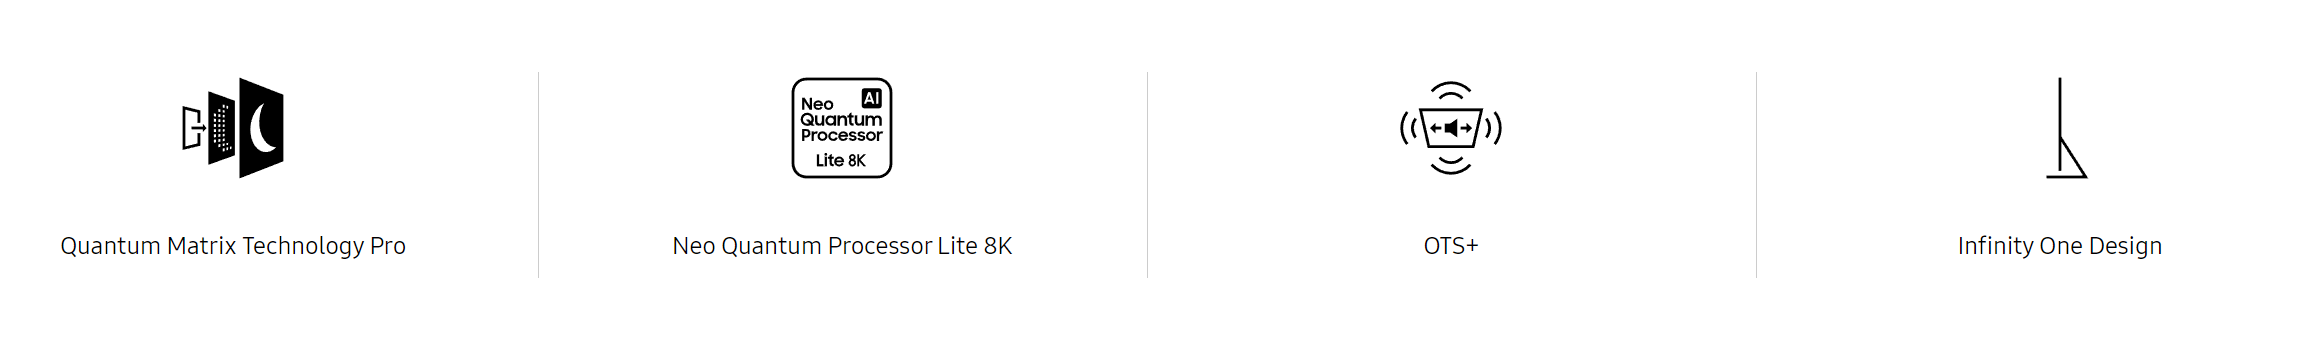 Quantum Matrix Technology Pro
Neo AI
Quantum
Processor
Lite 8K
Neo Quantum Processor Lite 8K
OTS+
Infinity One Design